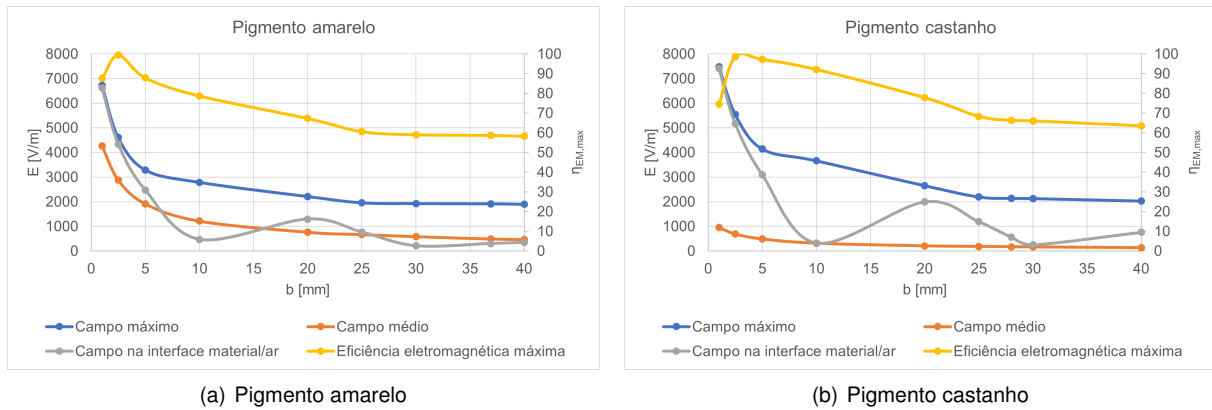 Pigmento amarelo
8000
7000
6000
5000
4000
3000
2000
1000
0
E [V/m]
100
90
80
70
60
50
40
30
20
10
0
ηEM,max
0 5 10 15 20 25 30 35 40
b [mm]
Campo máximo Campo médio
Campo na interface material/ar Eficiência eletromagnética máxima
(a) Pigmento amarelo
Pigmento castanho
8000
7000
6000
5000
4000
3000
2000
1000
0
E [V/m]
100
90
80
70
60
50
40
30
20
10
0
ηEM,max
0 5 10 15 20 25 30 35 40
b [mm]
Campo máximo Campo médio
Campo na interface material/ar Eficiência eletromagnética máxima
(b) Pigmento castanho